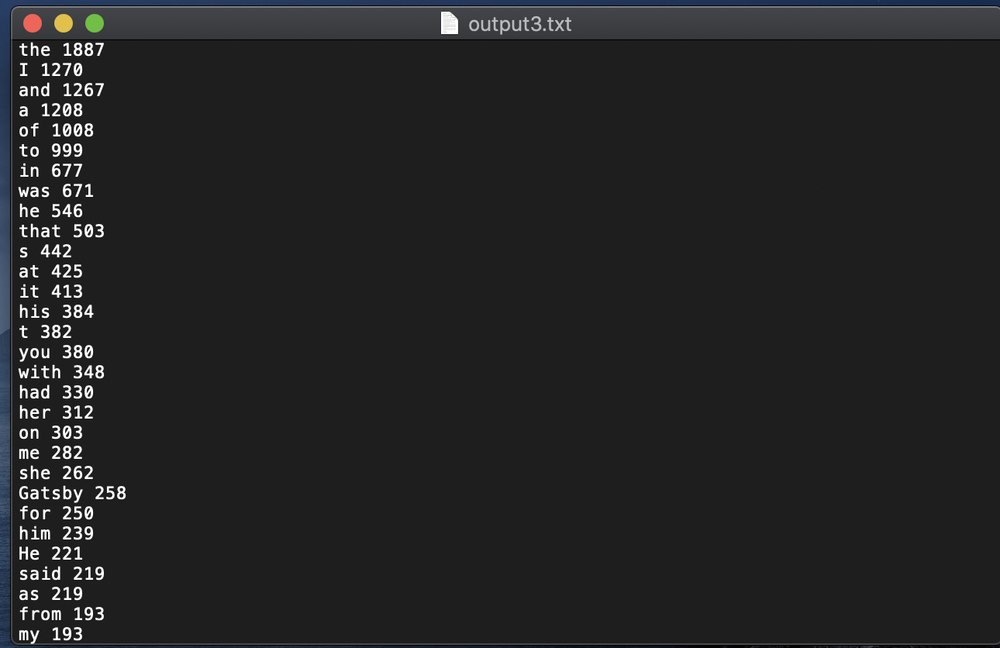 output3.txt
the 1887
I 1270
and 1267
a 1208
of 1008
to 999
in 677
was 671
he 546
that 503
s 442
at 425
it 413
his 384
t 382
you 380
with 348
had 330
her 312
on 303
me 282
she 262
Gatsby 258
for 250
him 239
He 221
said 219
as 219
from 193
my 193